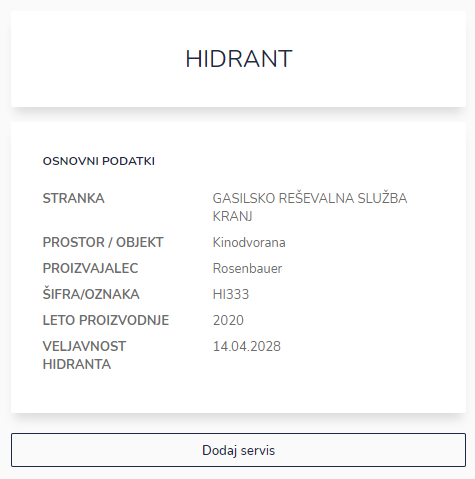 HIDRANT
OSNOVNI PODATKI
STRANKA GASILSKO REŠEVALNA SLUŽBA
KRANJ
PROSTOR / OBJEKT Kinodvorana
PROIZVAJALEC Rosenbauer
ŠIFRA/OZNAKA HI333
LETO PROIZVODNJE 2020
VELJAVNOST 14.04.2028
HIDRANTA
Dodaj servis